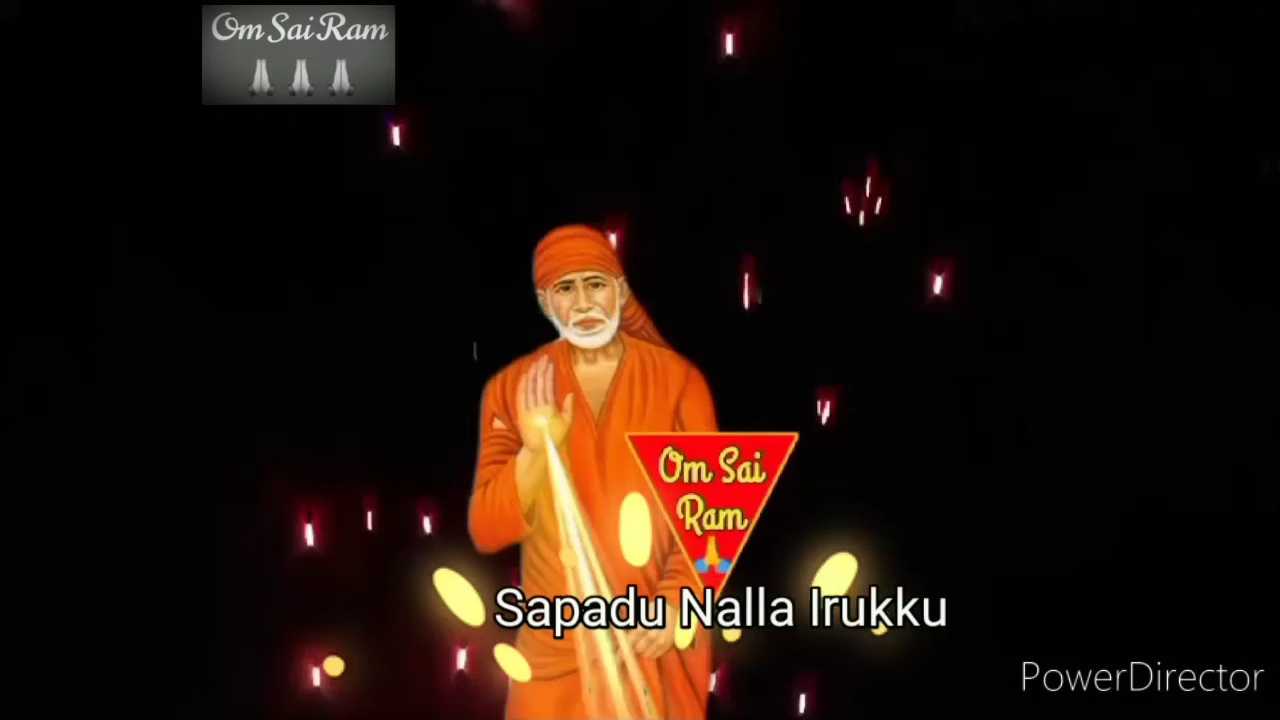 Om Sai Ram
🙏 🙏 🙏
Om Sai
Ram
🙏
Sapadu Nalla Irukku
PowerDirector